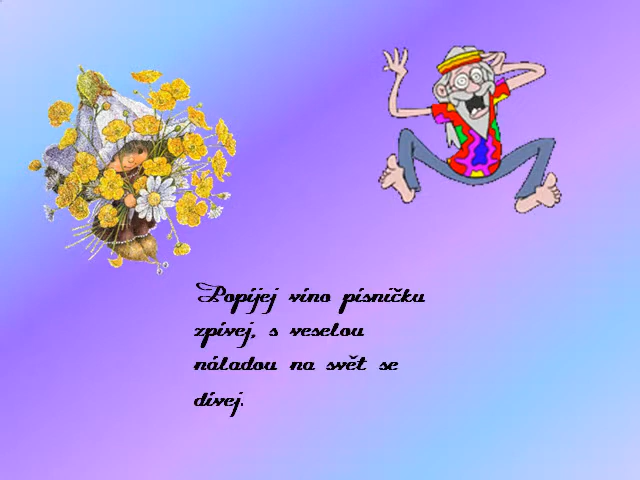 Popíjej víno písničku
zpívej, s veselou
náladou na svět se
dívej.